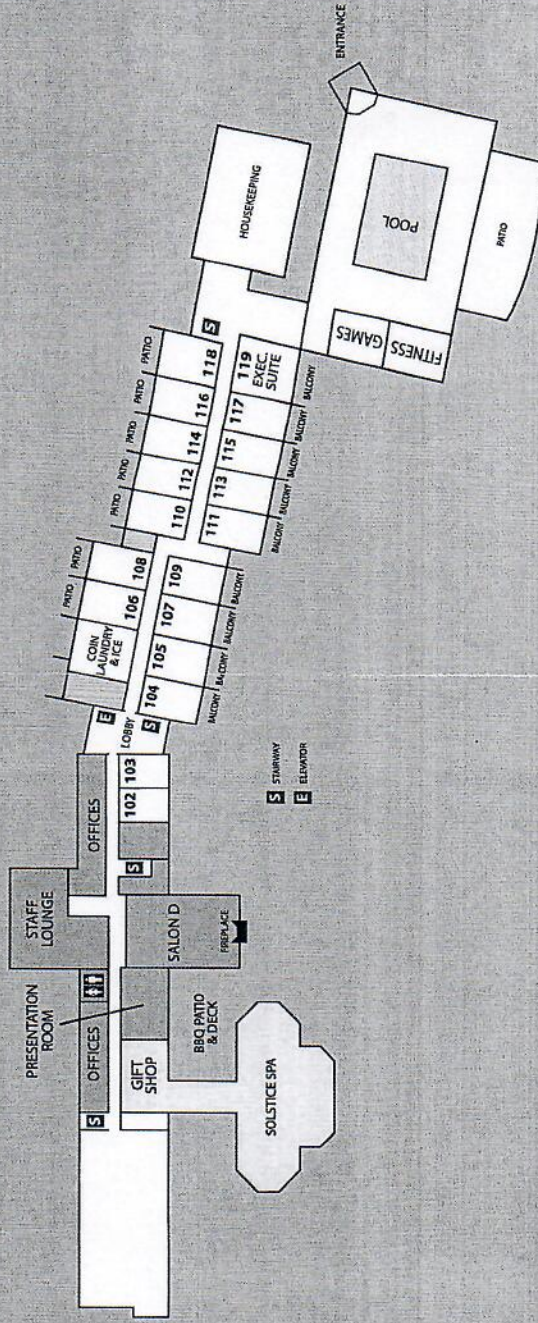 PRESENTATION
ROOM
STAFF
LOUNGE
OFFICES
OFFICES
S
GIFT
SHOP
BBQ PATIO
& DECK
SOLSTICE SPA
SALON D
FIREPLACE
S
102
103
LOBBY
E
S
COIN
LAUNDRY
& ICE
106
108
PATIO
PATIO
104
105
107
109
BALCONY
BALCONY
BALCONY
BALCONY
110
112
114
116
118
PATIO
PATIO
PATIO
PATIO
PATIO
111
113
115
117
119
EXEC.
SUITE
BALCONY
BALCONY
BALCONY
BALCONY
BALCONY
S
HOUSEKEEPING
ENTRANCE
POOL
GAMES
FITNESS
PATIO
S STAIRWAY
E ELEVATOR